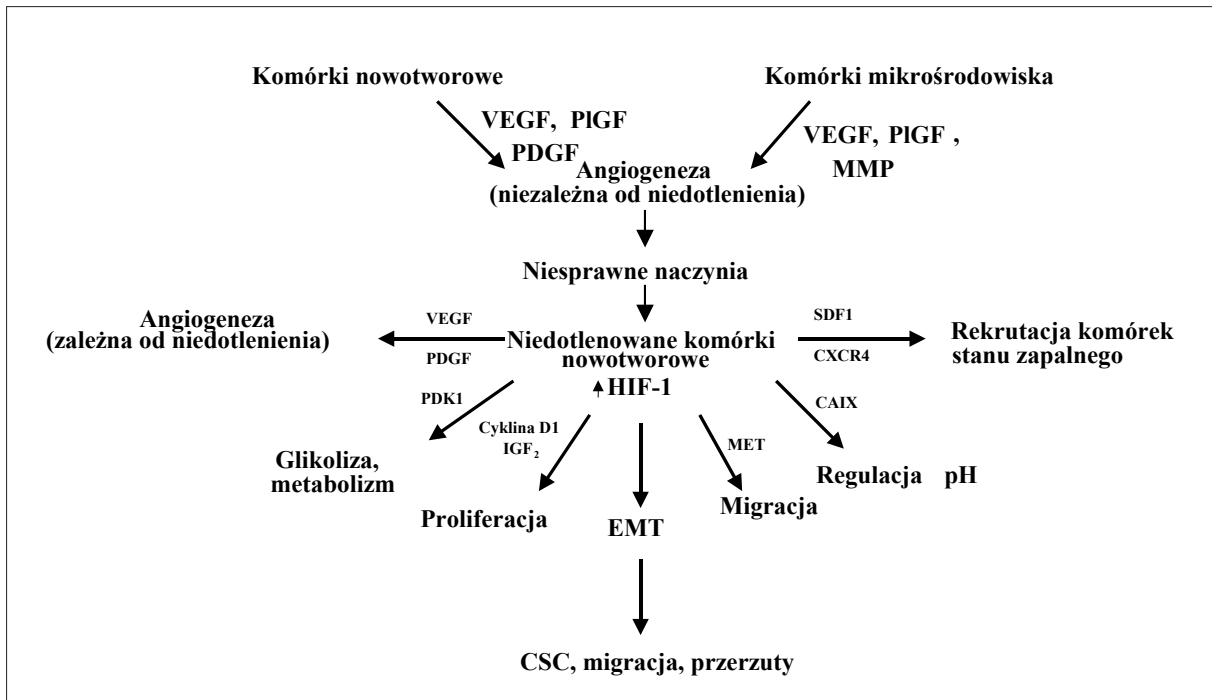 Komórki nowotworowe
Komórki mikrośrodowiska
VEGF, PlGF
PDGF
VEGF, PlGF ,
MMP
Angiogeneza
(niezależna od niedotlenienia)
Niesprawne naczynia
Angiogeneza
(zależna od niedotlenienia)
VEGF
PDGF
Niedotlenowane komórki
nowotworowe
HIF-1
SDF1
CXCR4
Rekrutacja komórek
stanu zapalnego
PDK1
Cyklina D1
IGF₂
MET
CAIX
Glikoliza,
metabolizm
Proliferacja
EMT
Migracja
Regulacja pH
CSC, migracja, przerzuty